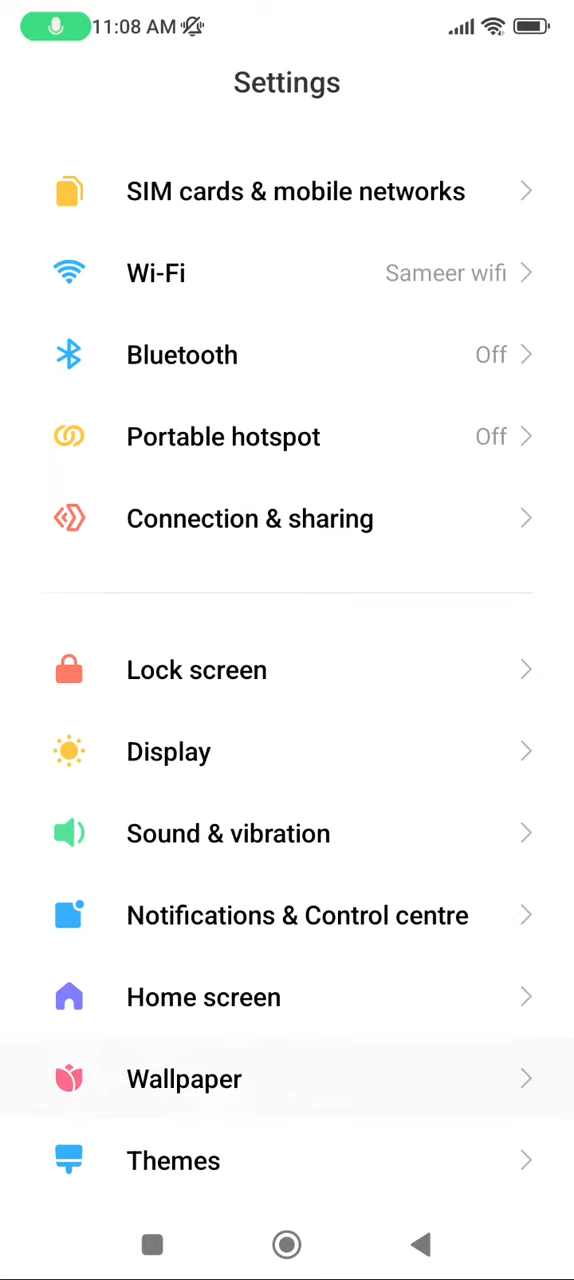 11:08 AM
Settings
SIM cards & mobile networks
Wi-Fi Sameer wifi
Bluetooth Off
Portable hotspot Off
Connection & sharing
Lock screen
Display
Sound & vibration
Notifications & Control centre
Home screen
Wallpaper
Themes